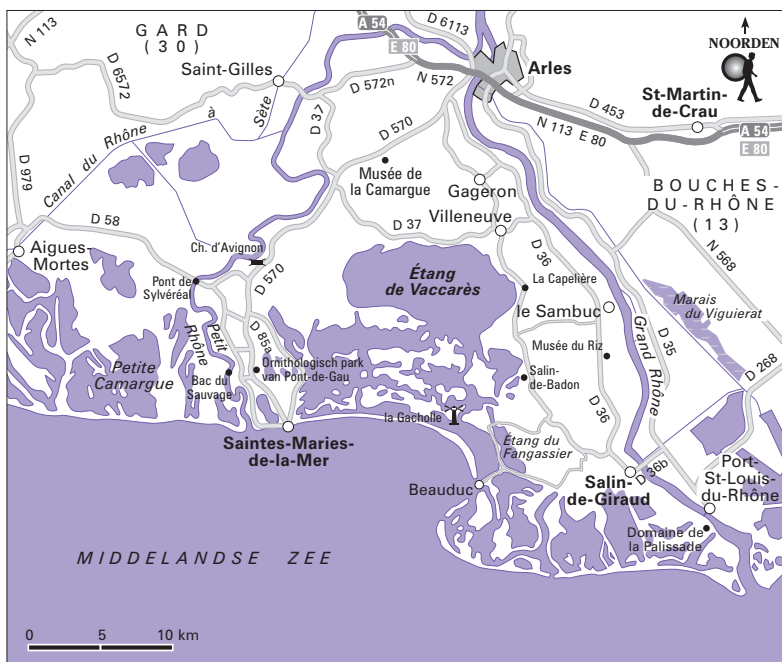 GARD
(30)
N 113
D 6572
Saint-Gilles
A 54
E 80
D 6113
D 572n
N 572
Arles
NOORDEN
St-Martin-
de-Crau
D 453
N 113 E 80
A 54
E 80
D 979
Canal du Rhône à Sète
D 37
D 570
Musée de
la Camargue
Gageron
Villeneuve
BOUCHES-
DU-RHÔNE
(13)
D 58
D 37
D 36
N 568
Aigues-
Mortes
Ch. d'Avignon
Pont de
Sylvéréal
D 570
Étang
de Vaccarès
La Capelière
le Sambuc
Marais
du Viguierat
Petit
Rhône
D 85a
Grand Rhône
D 35
Petite
Camargue
Ornithologisch park
van Pont-de-Gau
Bac du
Sauvage
Musée du Riz
Salin-
de-Badon
D 268
la Gacholle
D 36
Saintes-Maries-
de-la-Mer
Étang du
Fangassier
Beauduc
Salin-
de-Giraud
D 36b
Port-
St-Louis-
du-Rhône
Domaine de
la Palissade
MIDDELANDSE ZEE
0 5 10 km